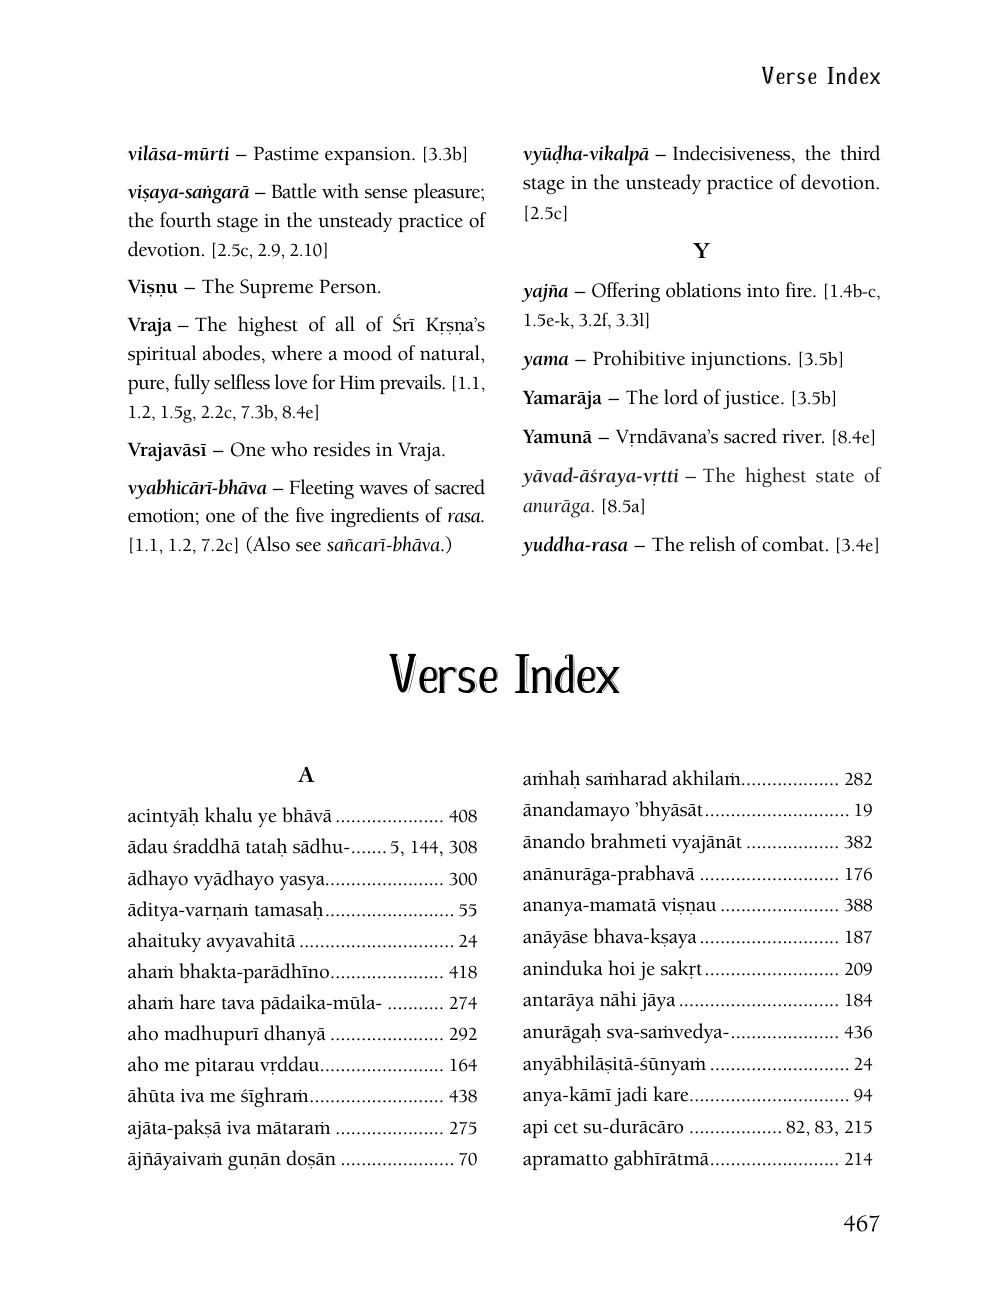 Verse Index
vilāsa-mūrti – Pastime expansion. [3.3b]
viṣaya-saṅgarā – Battle with sense pleasure;
the fourth stage in the unsteady practice of
devotion. [2.5c, 2.9, 2.10]
Viṣṇu – The Supreme Person.
Vraja – The highest of all of Śrī Kṛṣṇa’s
spiritual abodes, where a mood of natural,
pure, fully selfless love for Him prevails. [1.1,
1.2, 1.5g, 2.2c, 7.3b, 8.4e]
Vrajavāsī – One who resides in Vraja.
vyabhicārī-bhāva – Fleeting waves of sacred
emotion; one of the five ingredients of rasa.
[1.1, 1.2, 7.2c] (Also see sañcarī-bhāva.)
vyūḍha-vikalpā – Indecisiveness, the third
stage in the unsteady practice of devotion.
[2.5c]
Y
yajña – Offering oblations into fire. [1.4b-c,
1.5e-k, 3.2f, 3.3l]
yama – Prohibitive injunctions. [3.5b]
Yamarāja – The lord of justice. [3.5b]
Yamunā – Vṛndāvana’s sacred river. [8.4e]
yāvad-āśraya-vṛtti – The highest state of
anurāga. [8.5a]
yuddha-rasa – The relish of combat. [3.4e]
Verse Index
A
acintyāḥ khalu ye bhāvā ..................... 408
ādau śraddhā tataḥ sādhu-....... 5, 144, 308
ādhayo vyādhayo yasya....................... 300
āditya-varṇaṁ tamasaḥ......................... 55
ahaituky avyavahitā .............................. 24
ahaṁ bhakta-parādhīno...................... 418
ahaṁ hare tava pādaika-mūla- ........... 274
aho madhupurī dhanyā ...................... 292
aho me pitarau vṛddau........................ 164
āhūta iva me śīghraṁ.......................... 438
ajāta-pakṣā iva mātaraṁ ..................... 275
ājñāyaivaṁ guṇān doṣān ...................... 70
aṁhaḥ saṁharad akhilaṁ................... 282
ānandamayo ’bhyāsāt............................ 19
ānando brahmeti vyajānāt .................. 382
anānurāga-prabhavā ........................... 176
ananya-mamatā viṣṇau ....................... 388
anāyāse bhava-kṣaya ........................... 187
aninduka hoi je sakṛt.......................... 209
antarāya nāhi jāya ............................... 184
anurāgaḥ sva-saṁvedya-..................... 436
anyābhilāṣitā-śūnyaṁ ........................... 24
anya-kāmī jadi kare............................... 94
api cet su-durācāro .................. 82, 83, 215
apramatto gabhīrātmā......................... 214
467